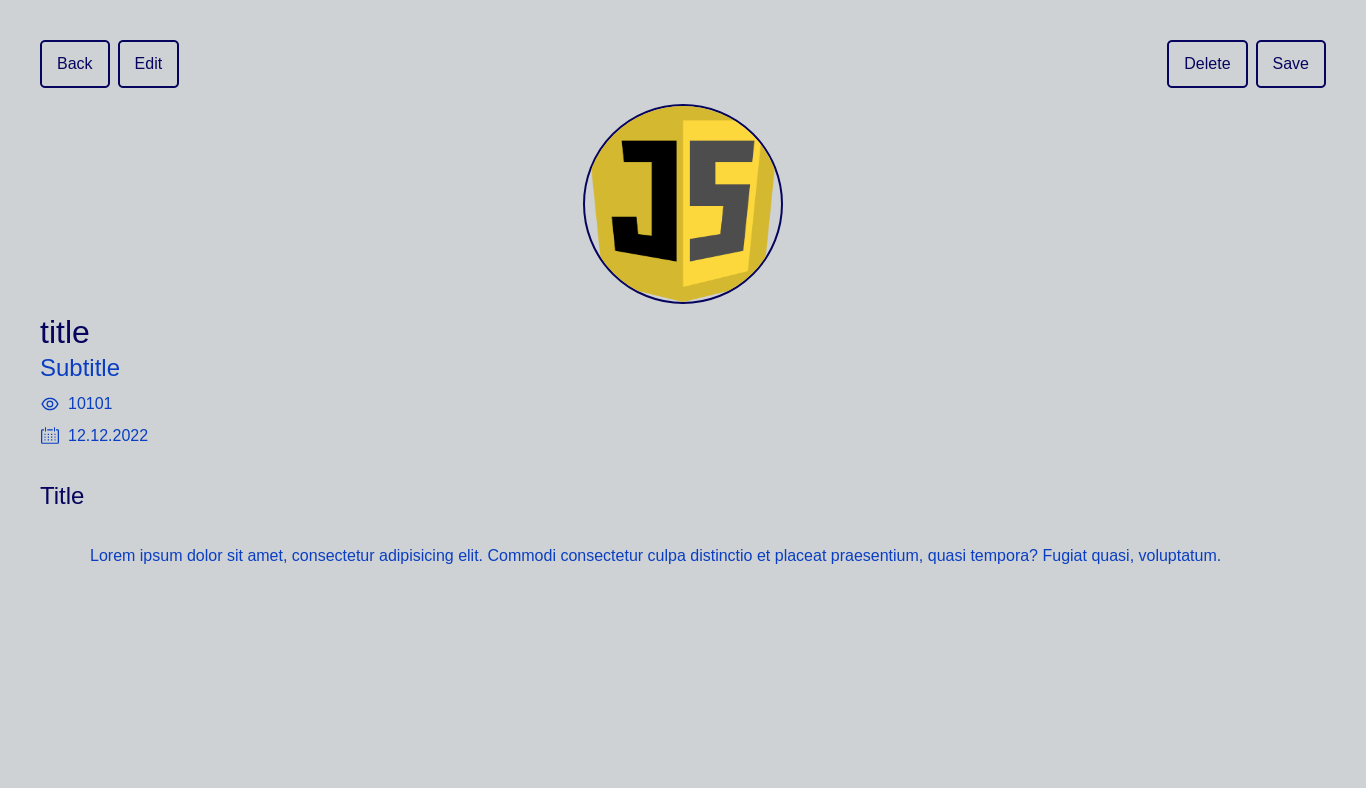 Back Edit Delete Save
JS
title
Subtitle
10101
12.12.2022
Title
Lorem ipsum dolor sit amet, consectetur adipisicing elit. Commodi consectetur culpa distinctio et placeat praesentium, quasi tempora? Fugiat quasi, voluptatum.